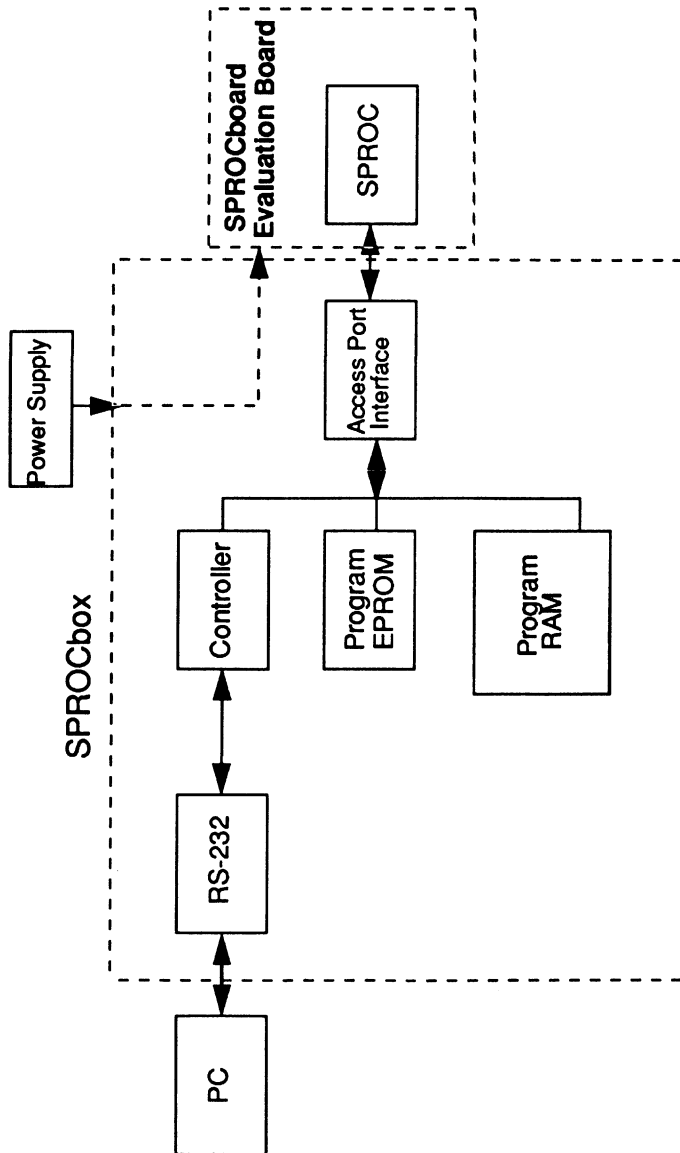 SPROCbox
Power Supply
SPROCboard
Evaluation Board
PC
RS-232
Controller
Program
EPROM
Program
RAM
Access Port
Interface
SPROC